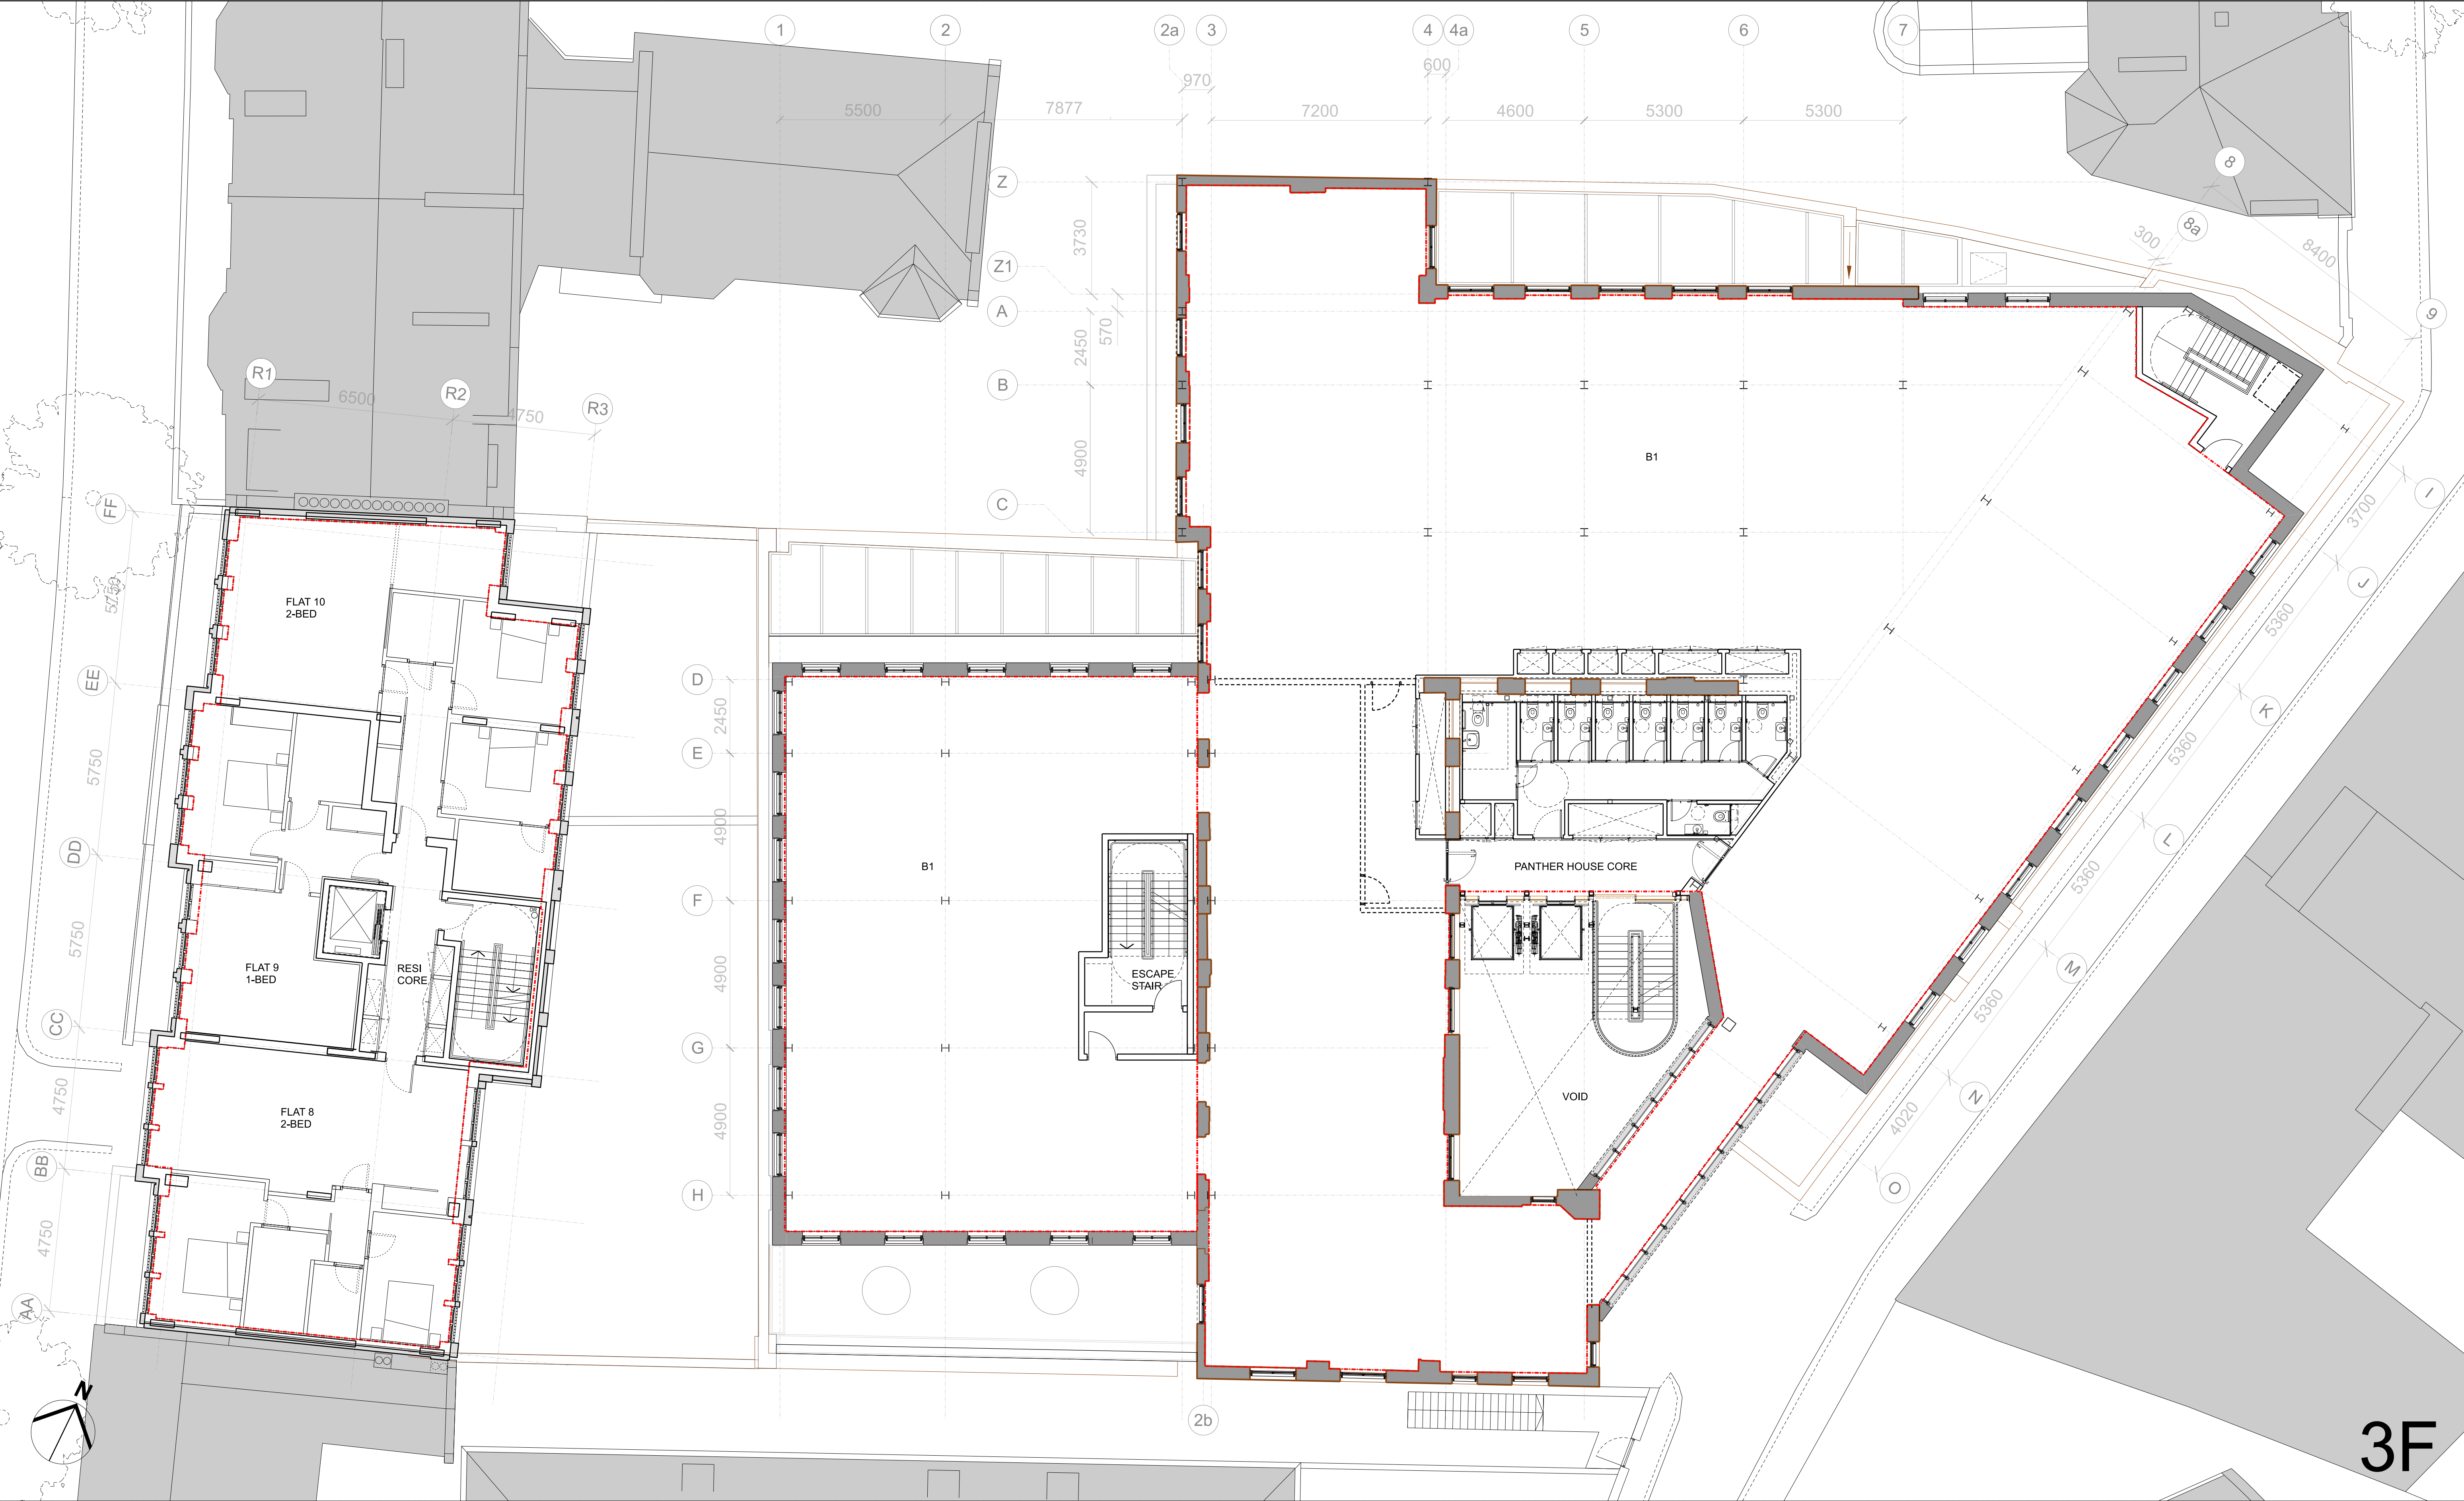 1
2
2a
3
4
4a
5
6
7
600
970
5500
7877
7200
4600
5300
5300
8
Z
8a
3730
300
8400
Z1
A
570
2450
9
B
R1
6500
R2
4750
R3
4900
B1
C
I
FF
3700
J
5750
FLAT 10
2-BED
5360
EE
D
K
2450
E
5360
5750
4900
L
DD
B1
PANTHER HOUSE CORE
5360
F
5750
FLAT 9
1-BED
RESI
CORE
4900
ESCAPE
STAIR
M
5360
CC
G
4750
FLAT 8
2-BED
VOID
N
4900
4020
BB
H
O
4750
AA
N
2b
3F